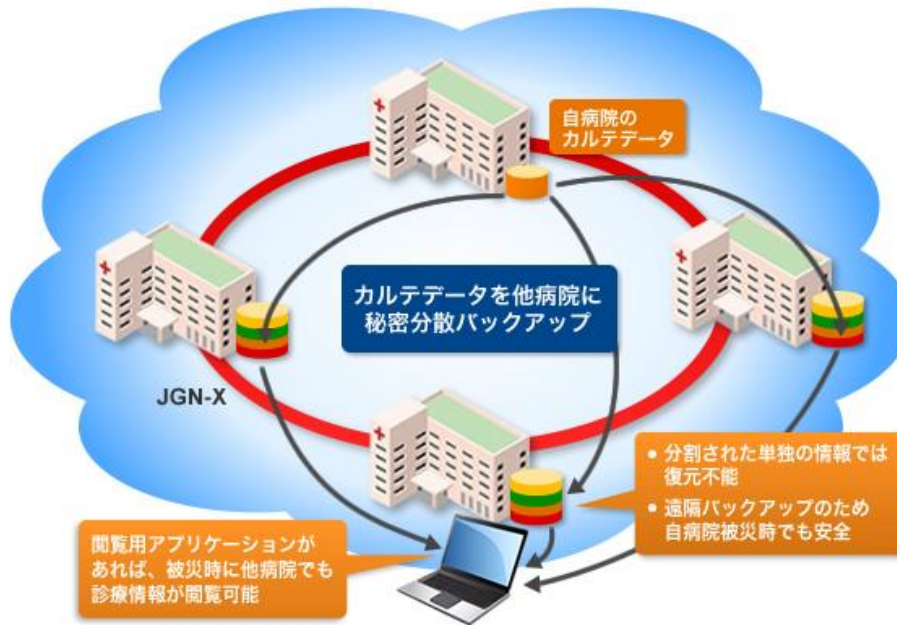 自病院の
カルテデータ
カルテデータを他病院に
秘密分散バックアップ
JGN-X
• 分割された単独の情報では
復元不能
• 遠隔バックアップのため
自病院被災時でも安全
閲覧用アプリケーションが
あれば、被災時に他病院でも
診療情報が閲覧可能